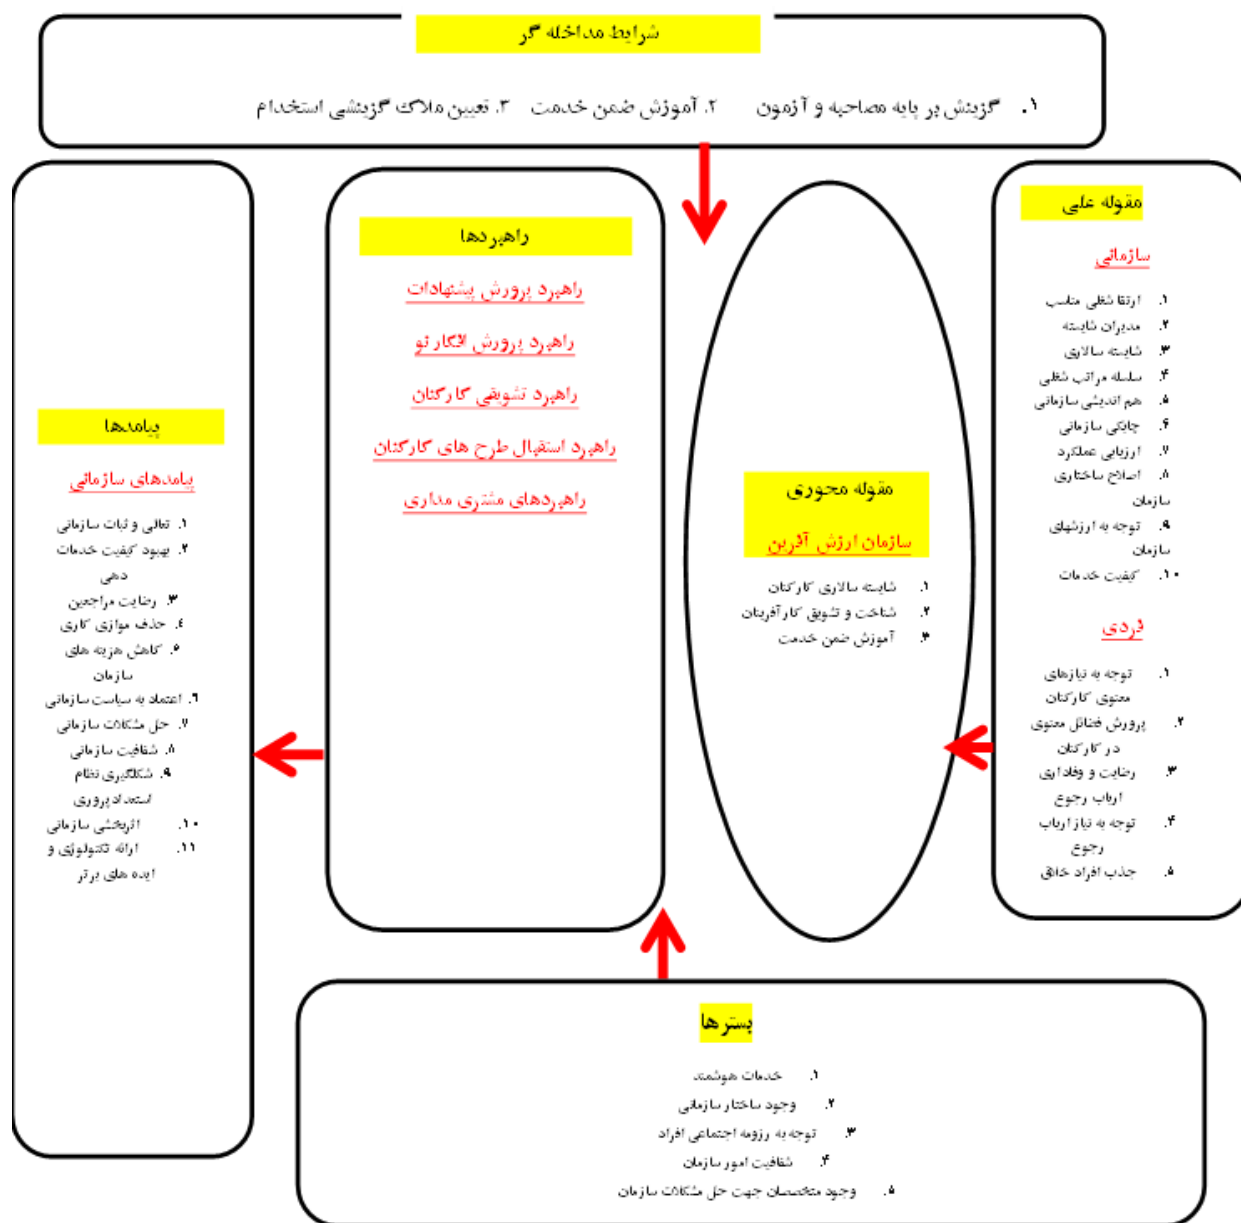 شرایط مداخله گر
۱. گزینش بر پایه مصاحبه و آزمون ۲. آموزش ضمن خدمت ۳. تعیین ملاک گزینشی استخدام
مقوله علی
سازمانی
۱. ارتقا شغلی مناسب
۲. مدیران شایسته
۳. شایسته سالاری
۴. سلسله مراتب شغلی
۵. هم اندیشی سازمانی
۶. چابکی سازمانی
۷. ارزیابی عملکرد
۸. اصلاح ساختاری
سازمان
۹. توجه به ارزشهای
سازمان
۱۰. کیفیت خدمات
فردی
۱. توجه به نیازهای
معنوی کارکنان
۲. پرورش فضائل معنوی
در کارکنان
۳. رضایت و وفاداری
ارباب رجوع
۴. توجه به نیاز ارباب
رجوع
۵. جذب افراد خلاق
مقوله محوری
سازمان ارزش آفرین
۱. شایسته سالاری کارکنان
۲. شناخت و تشویق کارآفرینان
۳. آموزش ضمن خدمت
راهبردها
راهبرد پرورش پیشنهادات
راهبرد پرورش افکار نو
راهبرد تشویقی کارکنان
راهبرد استقبال طرح های کارکنان
راهبردهای مشتری مداری
پیامدها
پیامدهای سازمانی
۱. تعالی و ثبات سازمانی
۲. بهبود کیفیت خدمات
دهی
۳. رضایت مراجعین
٤. حذف موازی کاری
٥. کاهش هزینه های
سازمان
٦. اعتماد به سیاست سازمانی
۷. حل مشکلات سازمانی
۸. شفافیت سازمانی
۹. شکلگیری نظام
استعداد پروری
۱۰. اثربخشی سازمانی
۱۱. ارائه تکنولوژی و
ایده های برتر
بسترها
۱. خدمات هوشمند
۲. وجود ساختار سازمانی
۳. توجه به رزومه اجتماعی افراد
۴. شفافیت امور سازمان
۵. وجود متخصصان جهت حل مشکلات سازمان